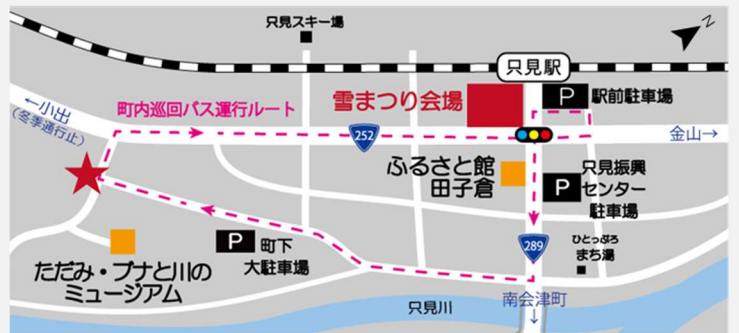 只見スキー場
Z
只見駅
←小出
(冬季通行止)
町内巡回バス運行ルート
雪まつり会場
P
駅前駐車場
252
金山→
ふるさと館
田子倉
P
只見振興
センター
駐車場
289
ひとっぷろ
まち湯
P
町下
大駐車場
ただみ・ブナと川の
ミュージアム
只見川
南会津町
↓